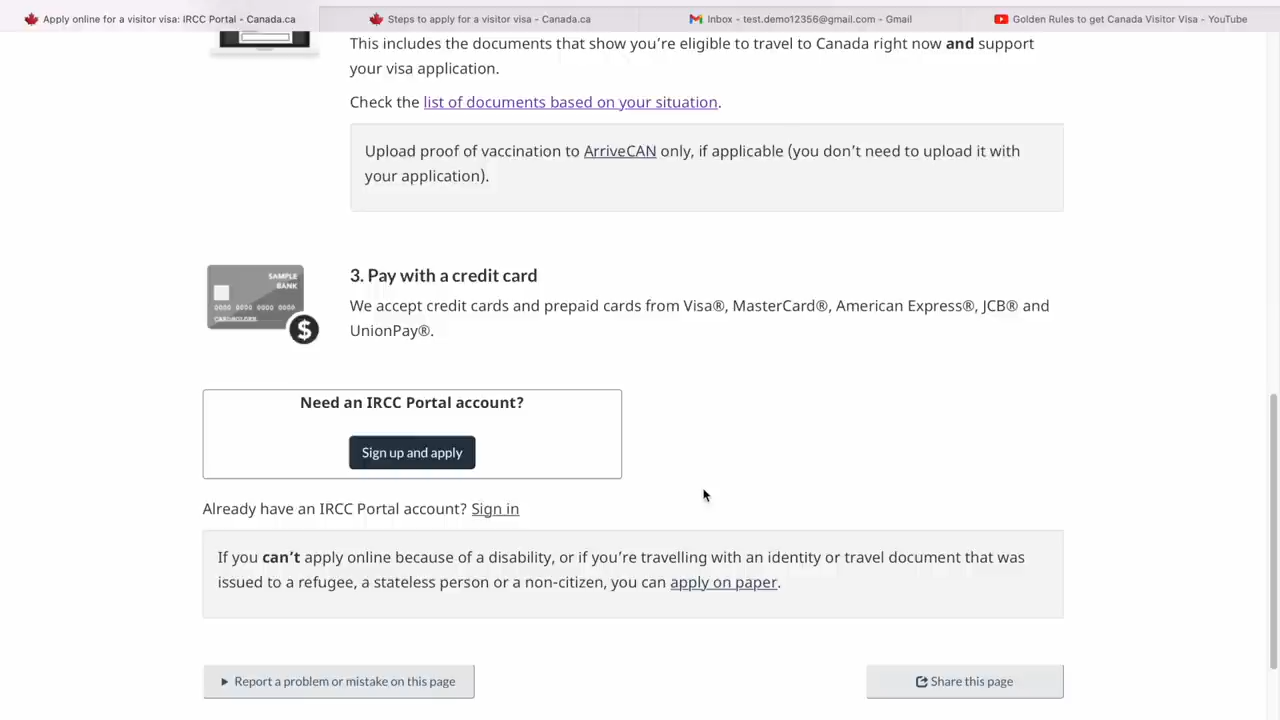 Apply online for a visitor visa: IRCC Portal - Canada.ca
Steps to apply for a visitor visa - Canada.ca
Inbox - test.demo12356@gmail.com - Gmail
Golden Rules to get Canada Visitor Visa - YouTube
This includes the documents that show you’re eligible to travel to Canada right now and support
your visa application.
Check the list of documents based on your situation.
Upload proof of vaccination to ArriveCAN only, if applicable (you don’t need to upload it with
your application).
SAMPLE
BANK
0000 0000 0000 0000
CARDHOLDER
$
3. Pay with a credit card
We accept credit cards and prepaid cards from Visa®, MasterCard®, American Express®, JCB® and
UnionPay®.
Need an IRCC Portal account?
Sign up and apply
Already have an IRCC Portal account? Sign in
If you can’t apply online because of a disability, or if you’re travelling with an identity or travel document that was
issued to a refugee, a stateless person or a non-citizen, you can apply on paper.
Report a problem or mistake on this page
Share this page